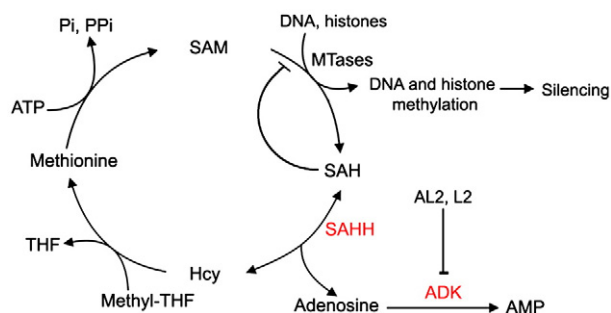 Pi, PPi
SAM
DNA, histones
MTases
ATP
DNA and histone
methylation
Silencing
Methionine
SAH
AL2, L2
THF
SAHH
Hcy
Methyl-THF
Adenosine
ADK
AMP